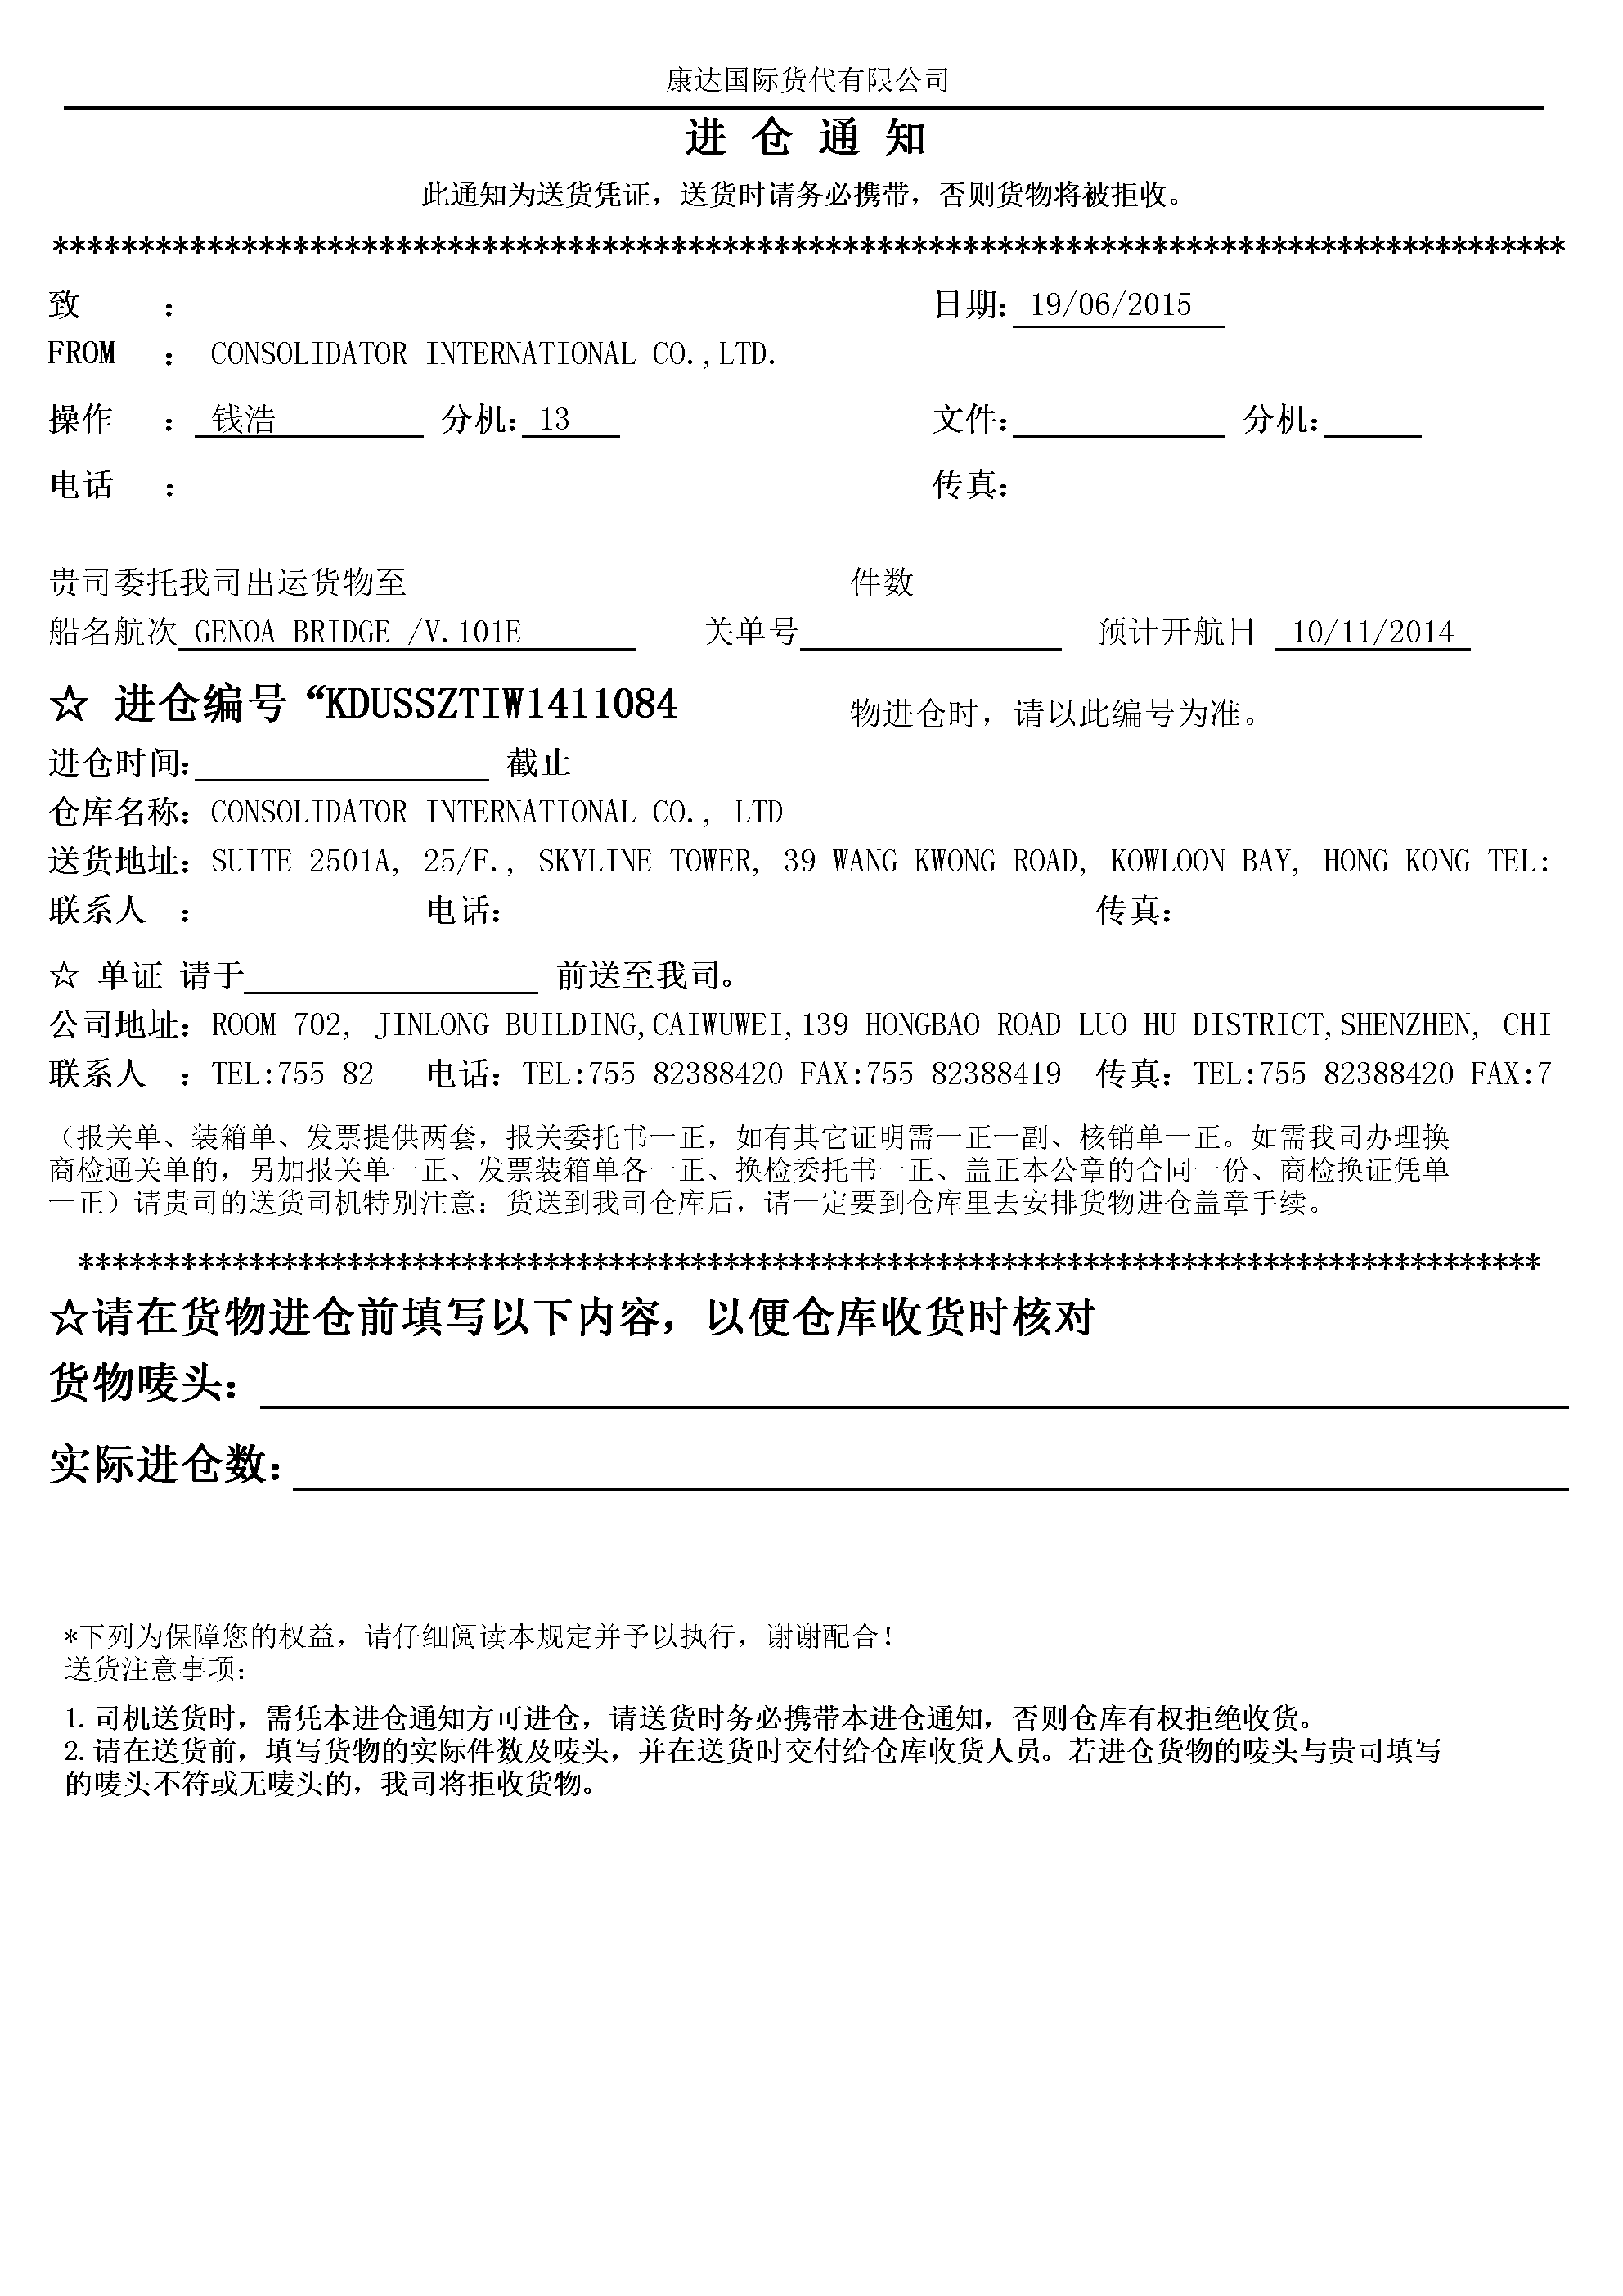 康达国际货代有限公司
进 仓 通 知
此通知为送货凭证，送货时请务必携带，否则货物将被拒收。
********************************************************************************************
致 ： 日期： 19/06/2015
FROM ： CONSOLIDATOR INTERNATIONAL CO.,LTD.
操作 ： 钱浩 分机： 13 文件： 分机：
电话 ： 传真：
贵司委托我司出运货物至 件数
船名航次 GENOA BRIDGE /V.101E 关单号 预计开航日 10/11/2014
☆ 进仓编号“KDUSSZTIW1411084 物进仓时，请以此编号为准。
进仓时间： 截止
仓库名称：CONSOLIDATOR INTERNATIONAL CO., LTD
送货地址：SUITE 2501A, 25/F., SKYLINE TOWER, 39 WANG KWONG ROAD, KOWLOON BAY, HONG KONG TEL:
联系人 ： 电话： 传真：
☆ 单证 请于 前送至我司。
公司地址：ROOM 702, JINLONG BUILDING,CAIWUWEI,139 HONGBAO ROAD LUO HU DISTRICT,SHENZHEN, CHI
联系人 ：TEL:755-82 电话：TEL:755-82388420 FAX:755-82388419 传真：TEL:755-82388420 FAX:7
（报关单、装箱单、发票提供两套，报关委托书一正，如有其它证明需一正一副、核销单一正。如需我司办理换
商检通关单的，另加报关单一正、发票装箱单各一正、换检委托书一正、盖正本公章的合同一份、商检换证凭单
一正）请贵司的送货司机特别注意：货送到我司仓库后，请一定要到仓库里去安排货物进仓盖章手续。
*****************************************************************************************
☆请在货物进仓前填写以下内容，以便仓库收货时核对
货物唛头：
实际进仓数：
*下列为保障您的权益，请仔细阅读本规定并予以执行，谢谢配合！
送货注意事项：
1.司机送货时，需凭本进仓通知方可进仓，请送货时务必携带本进仓通知，否则仓库有权拒绝收货。
2.请在送货前，填写货物的实际件数及唛头，并在送货时交付给仓库收货人员。若进仓货物的唛头与贵司填写
的唛头不符或无唛头的，我司将拒收货物。